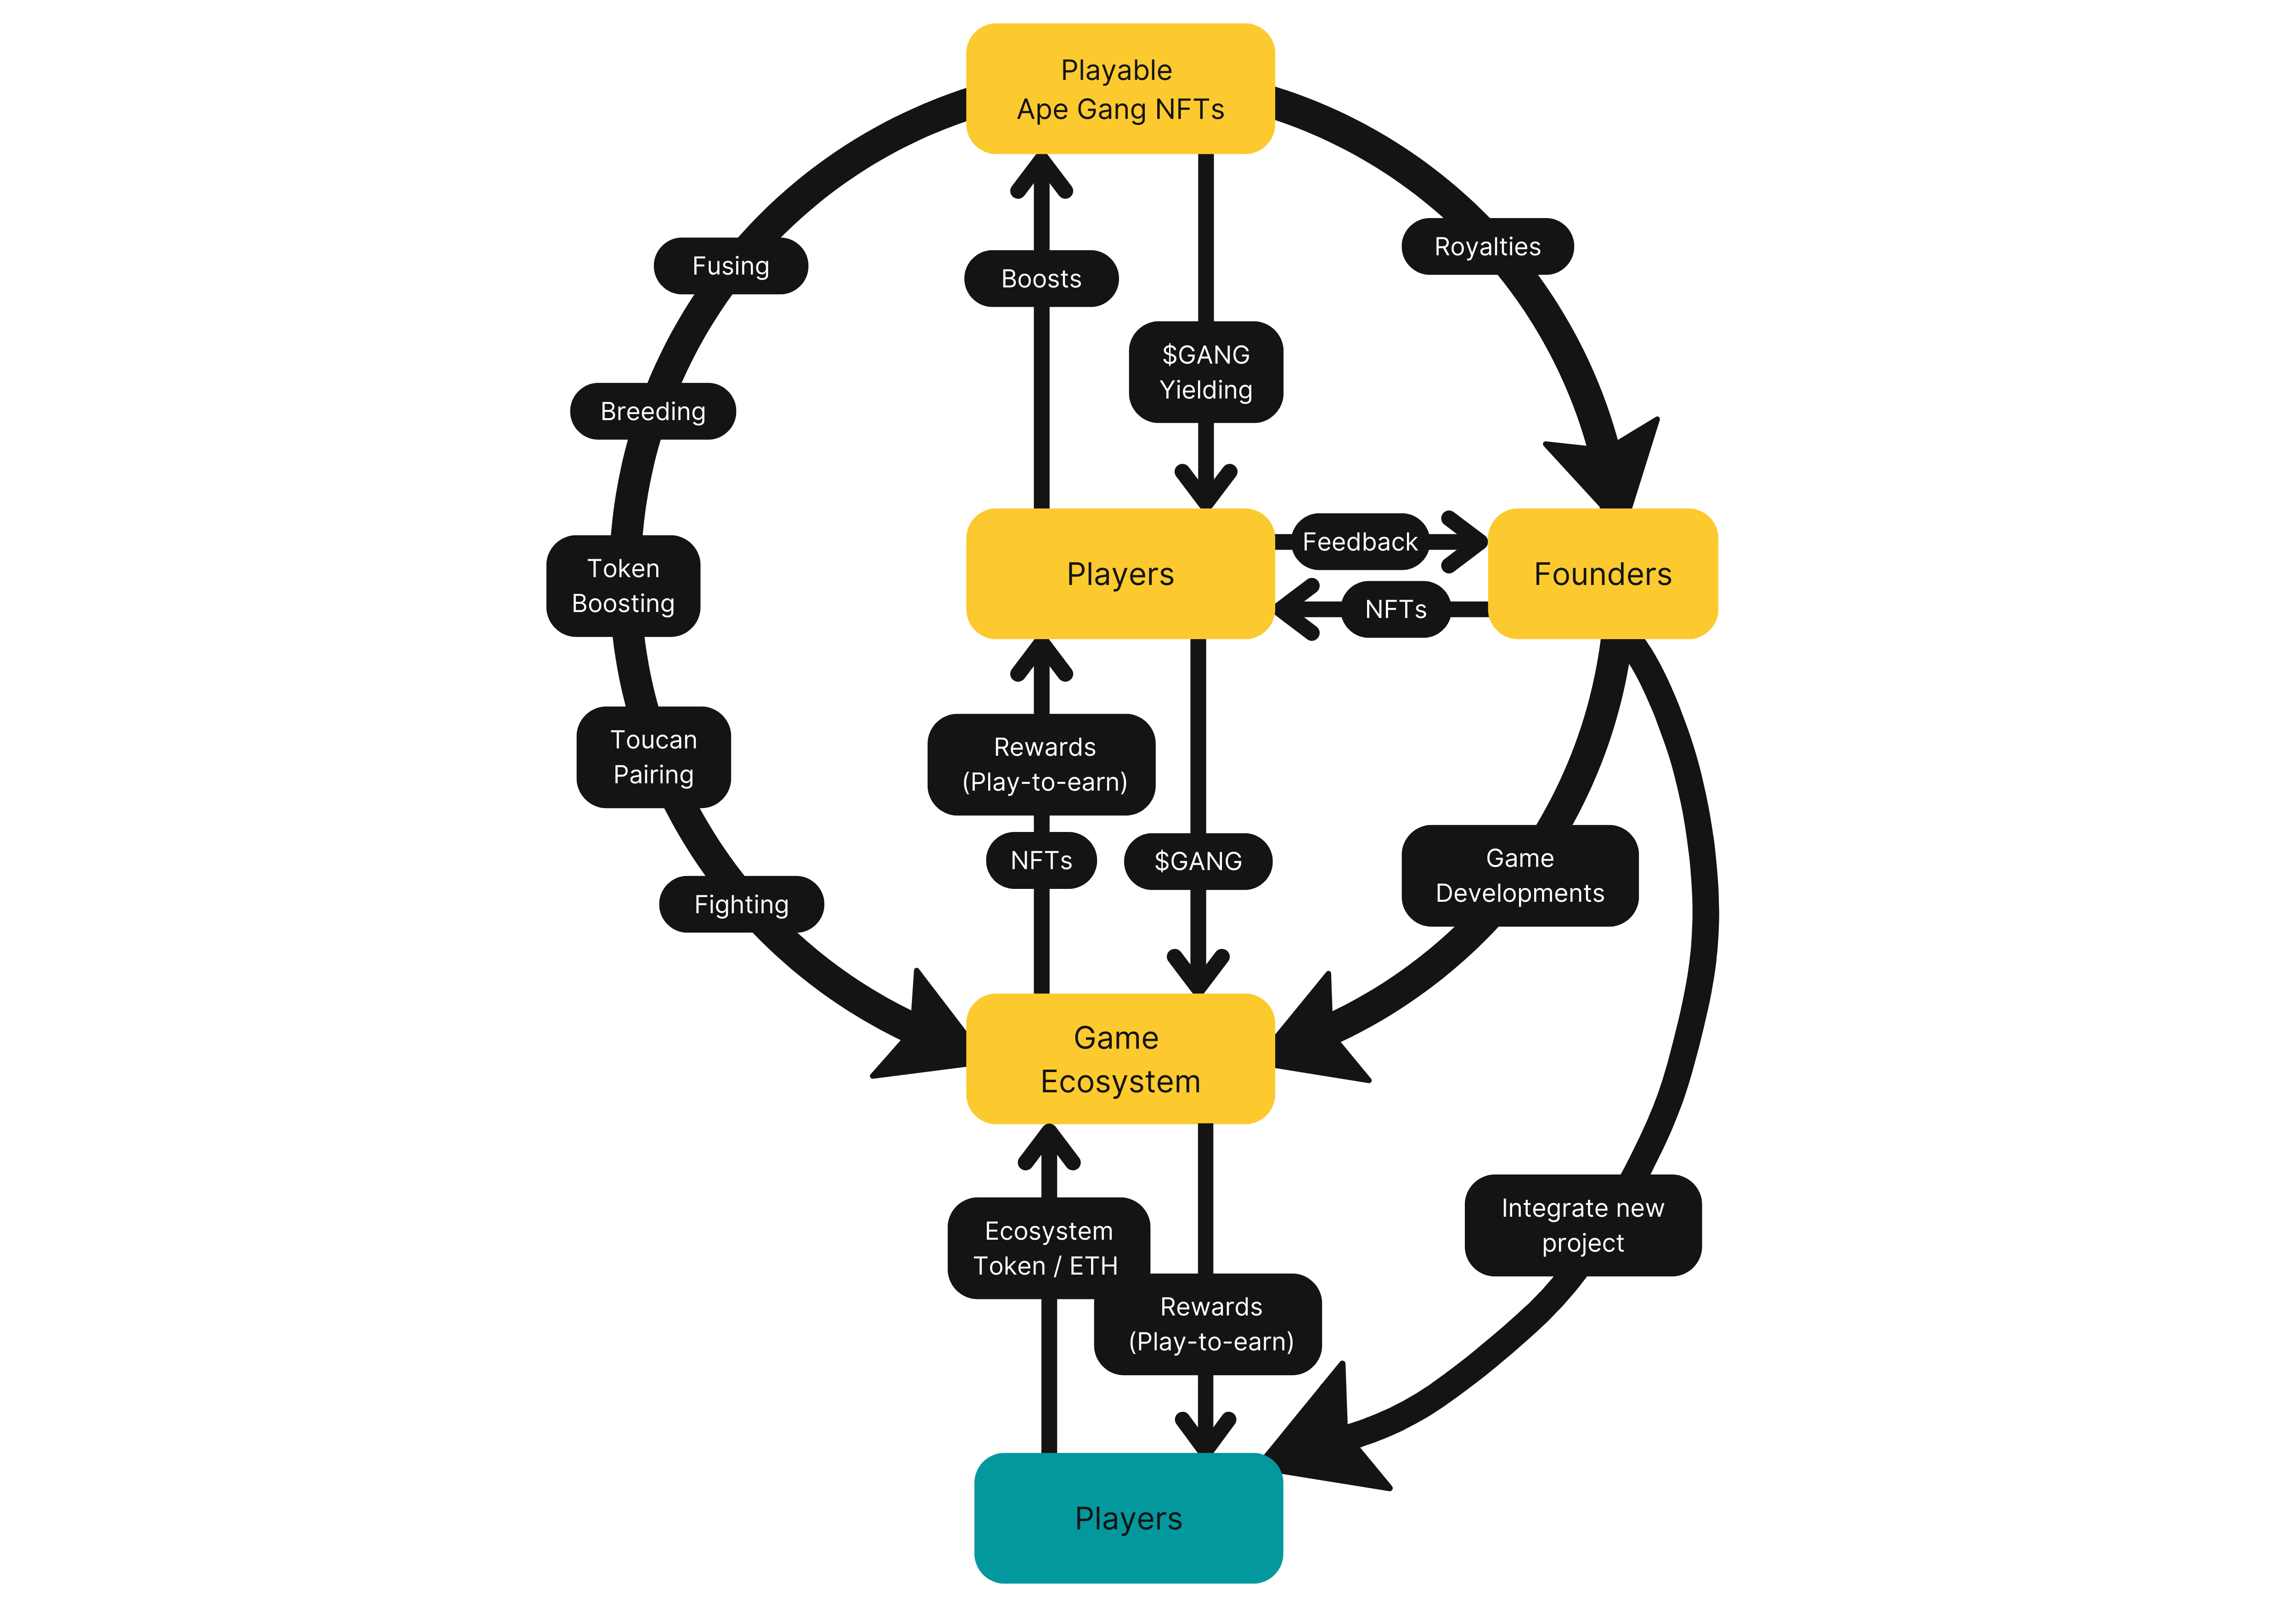 Playable
Ape Gang NFTs
Royalties
Fusing
Boosts
$GANG
Yielding
Breeding
Token
Boosting
Players
Feedback
NFTs
Founders
Toucan
Pairing
Rewards
(Play-to-earn)
NFTs
$GANG
Game
Developments
Fighting
Game
Ecosystem
Ecosystem
Token / ETH
Integrate new
project
Rewards
(Play-to-earn)
Players